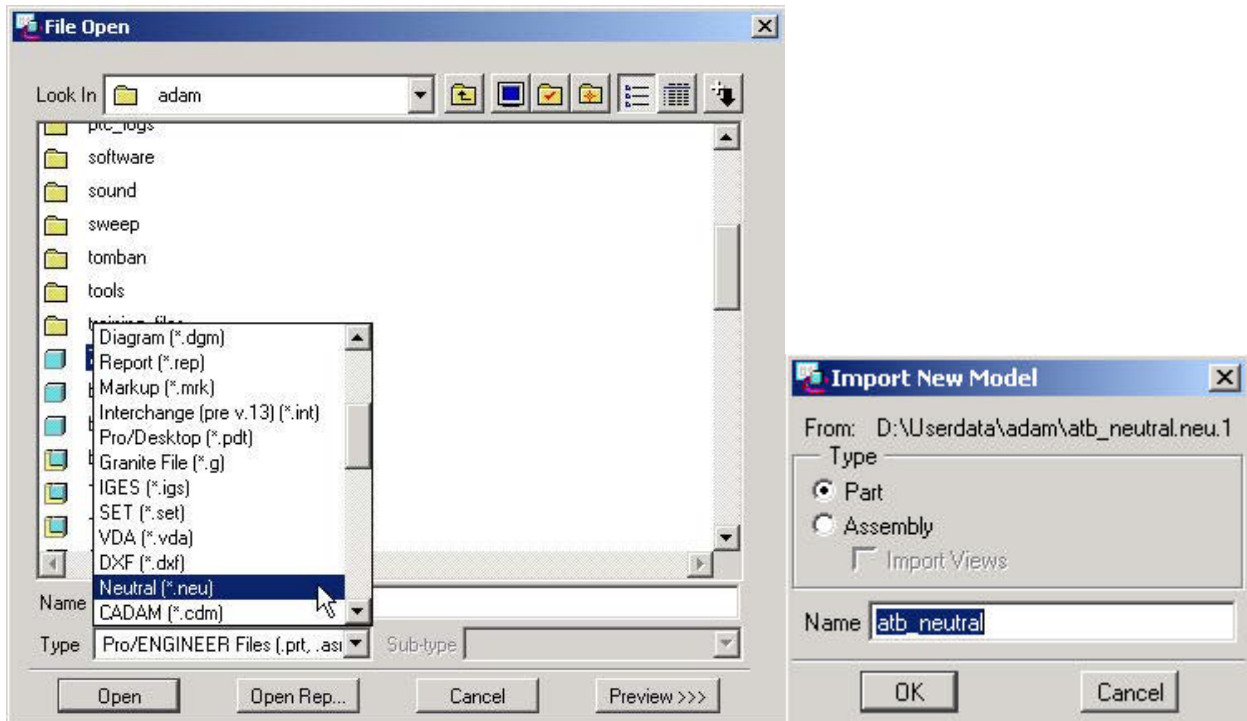 File Open
Look In adam
ptc_logs
software
sound
sweep
tomban
tools
training_files
Diagram (*.dgm)
Report (*.rep)
Markup (*.mrk)
Interchange (pre v.13) (*.int)
Pro/Desktop (*.pdt)
Granite File (*.g)
IGES (*.igs)
SET (*.set)
VDA (*.vda)
DXF (*.dxf)
Neutral (*.neu)
CADAM (*.cdm)
Name
Type Pro/ENGINEER Files (.prt, Sub-type
Open Open Rep... Cancel Preview >>>
Import New Model
From: D:\Userdata\adam\atb_neutral.neu.1
Type
Part
Assembly
Import Views
Name atb_neutral
OK Cancel